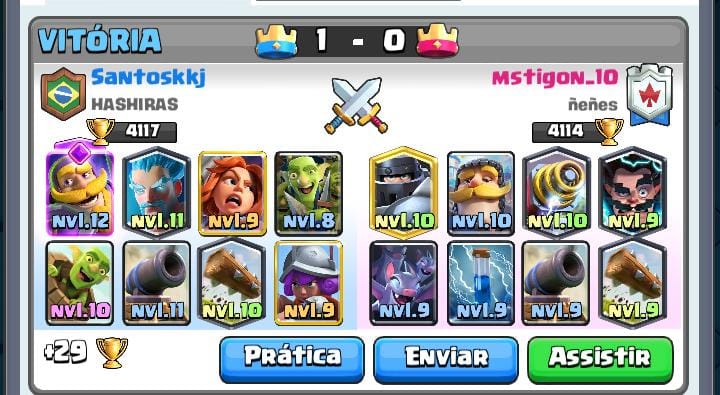 VITÓRIA 1 - 0
Santoskkj mstigon_10
HASHIRAS ñeñes
4117 4114
Nvl.12 Nvl.11 Nvl.9 Nvl.8 Nvl.10 Nvl.10 Nvl.10 Nvl.9
Nvl.10 Nvl.11 Nvl.10 Nvl.9 Nvl.9 Nvl.9 Nvl.9 Nvl.9
+29 Prática Enviar Assistir